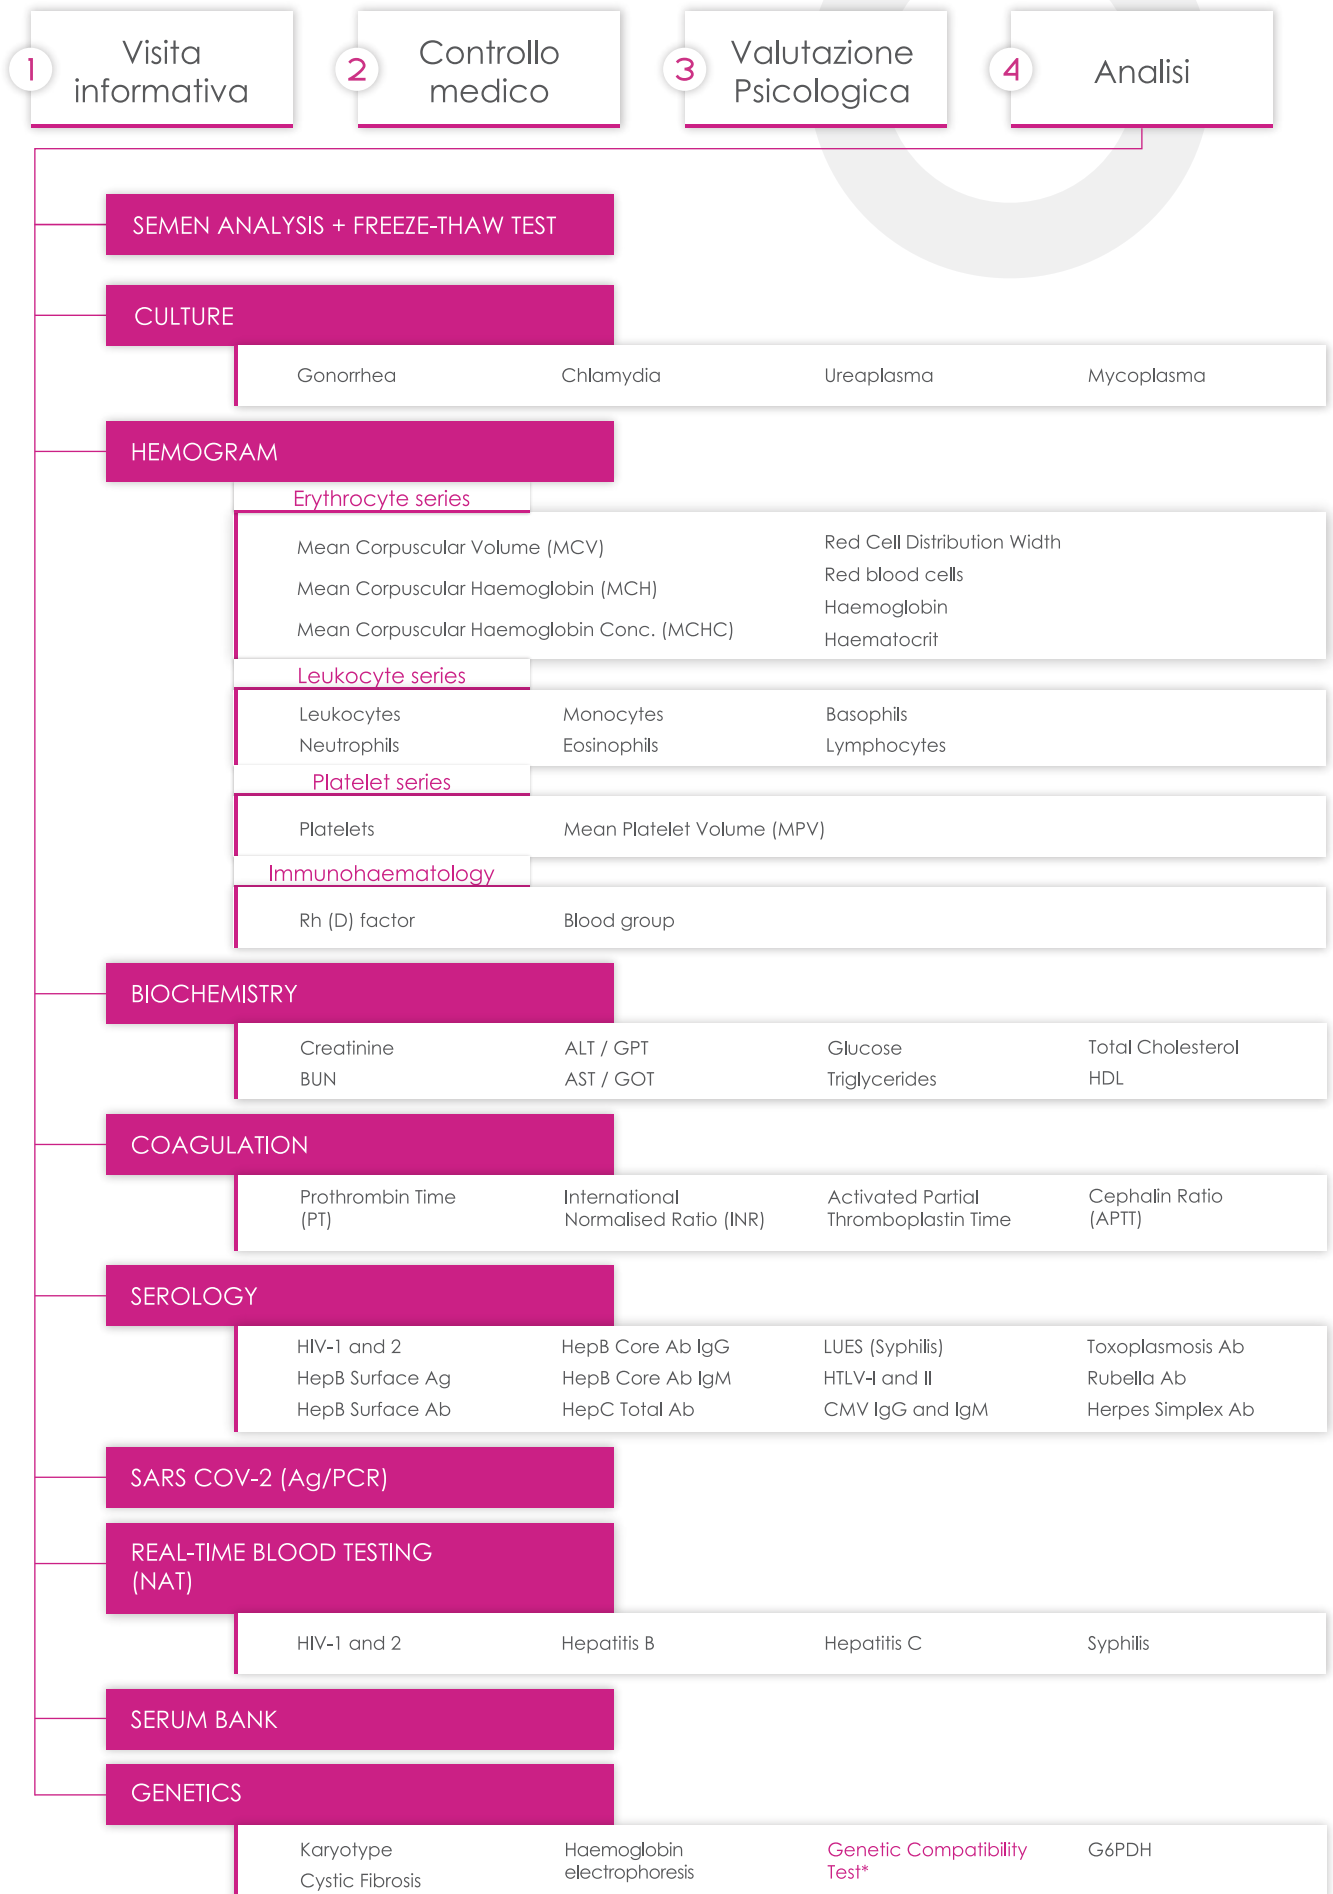 1
Visita
informativa
2
Controllo
medico
3
Valutazione
Psicologica
4
Analisi
SEMEN ANALYSIS + FREEZE-THAW TEST
CULTURE
Gonorrhea
Chlamydia
Ureaplasma
Mycoplasma
HEMOGRAM
Erythrocyte series
Mean Corpuscular Volume (MCV)
Mean Corpuscular Haemoglobin (MCH)
Mean Corpuscular Haemoglobin Conc. (MCHC)
Red Cell Distribution Width
Red blood cells
Haemoglobin
Haematocrit
Leukocyte series
Leukocytes
Neutrophils
Monocytes
Eosinophils
Basophils
Lymphocytes
Platelet series
Platelets
Mean Platelet Volume (MPV)
Immunohaematology
Rh (D) factor
Blood group
BIOCHEMISTRY
Creatinine
BUN
ALT / GPT
AST / GOT
Glucose
Triglycerides
Total Cholesterol
HDL
COAGULATION
Prothrombin Time
(PT)
International
Normalised Ratio (INR)
Activated Partial
Thromboplastin Time
Cephalin Ratio
(APTT)
SEROLOGY
HIV-1 and 2
HepB Surface Ag
HepB Surface Ab
HepB Core Ab IgG
HepB Core Ab IgM
HepC Total Ab
LUES (Syphilis)
HTLV-I and II
CMV IgG and IgM
Toxoplasmosis Ab
Rubella Ab
Herpes Simplex Ab
SARS COV-2 (Ag/PCR)
REAL-TIME BLOOD TESTING
(NAT)
HIV-1 and 2
Hepatitis B
Hepatitis C
Syphilis
SERUM BANK
GENETICS
Karyotype
Cystic Fibrosis
Haemoglobin
electrophoresis
Genetic Compatibility
Test*
G6PDH